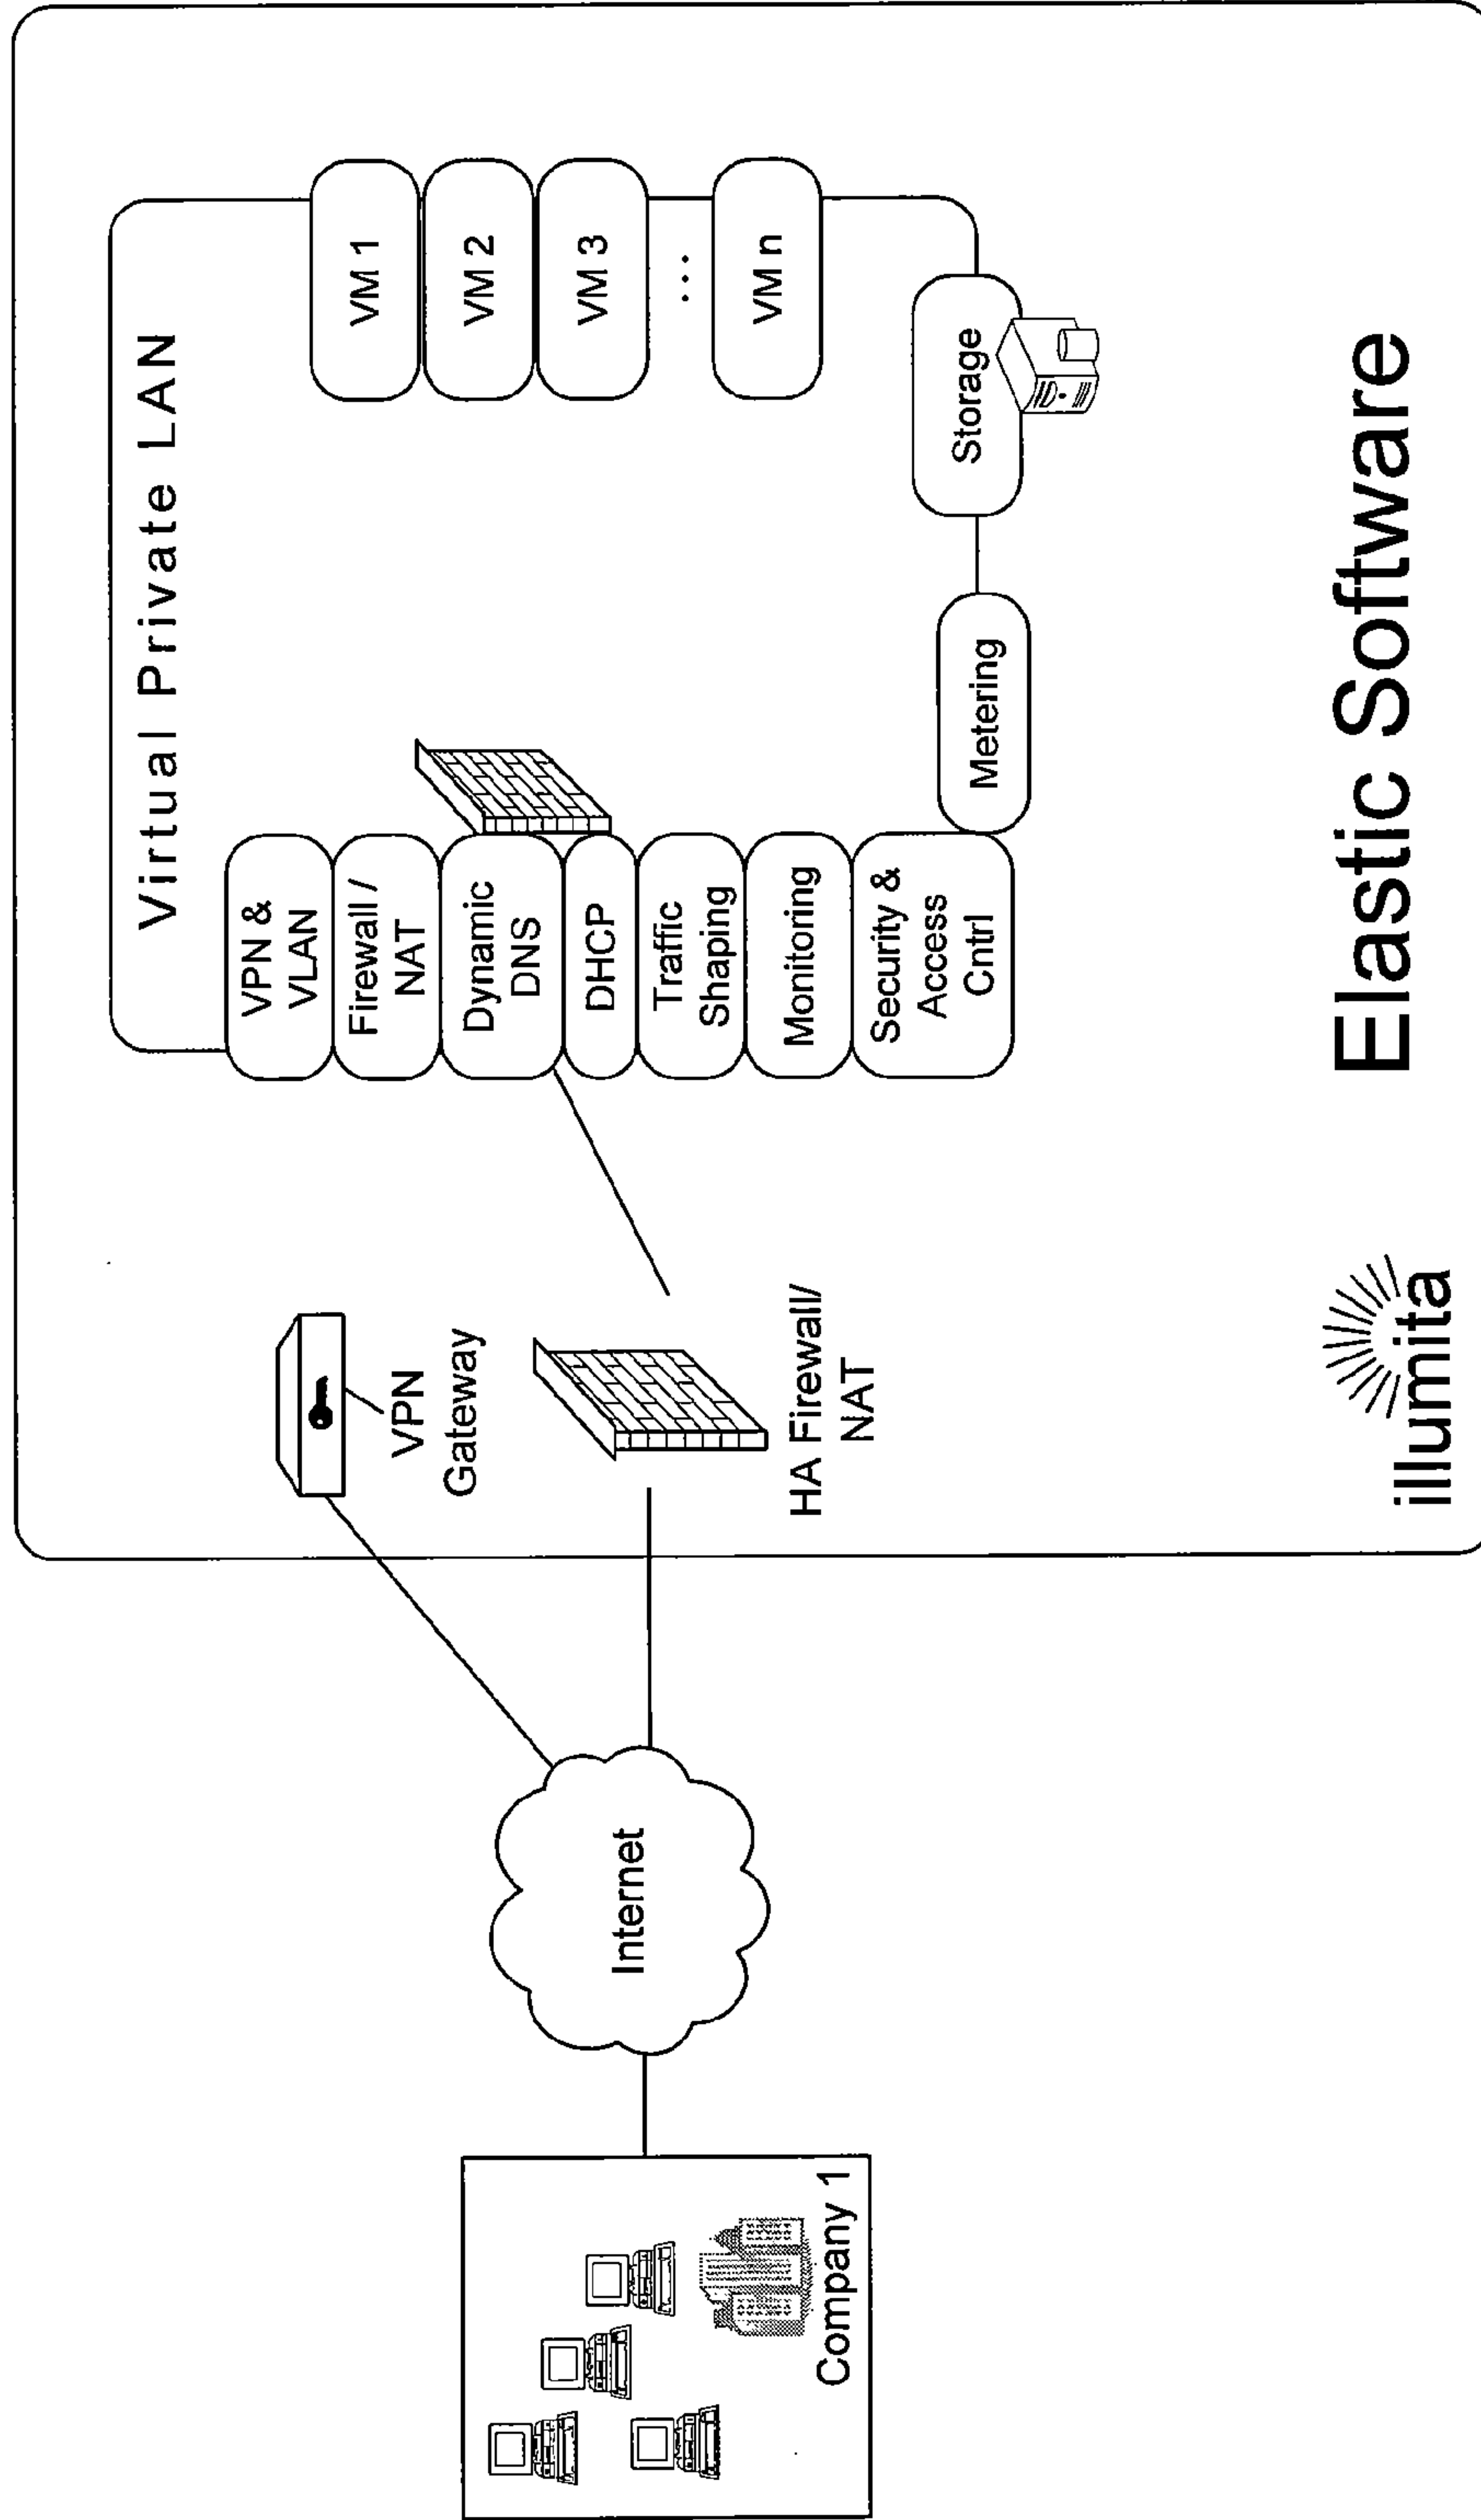 Virtual Private LAN
VPN &
VLAN
Firewall /
NAT
Dynamic
DNS
DHCP
Traffic
Shaping
Monitoring
Security &
Access
Cntrl
VM 1
VM 2
VM 3
...
VM n
Metering
Storage
VPN
Gateway
HA Firewall/
NAT
Internet
Company 1
illumita
Elastic Software